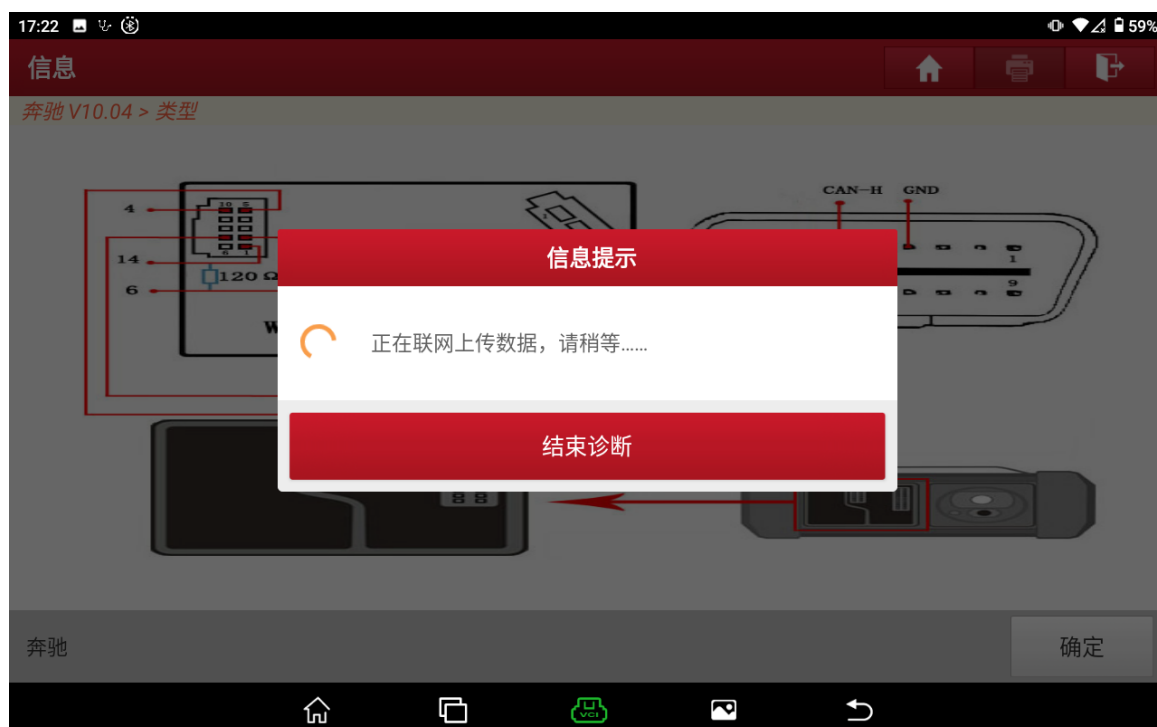 17:22
59%
信息
奔驰 V10.04 > 类型
CAN-H GND
4
10 5
14
6 1
120 Ω
6
1
9
W
信息提示
正在联网上传数据，请稍等......
结束诊断
奔驰
确定
VCI